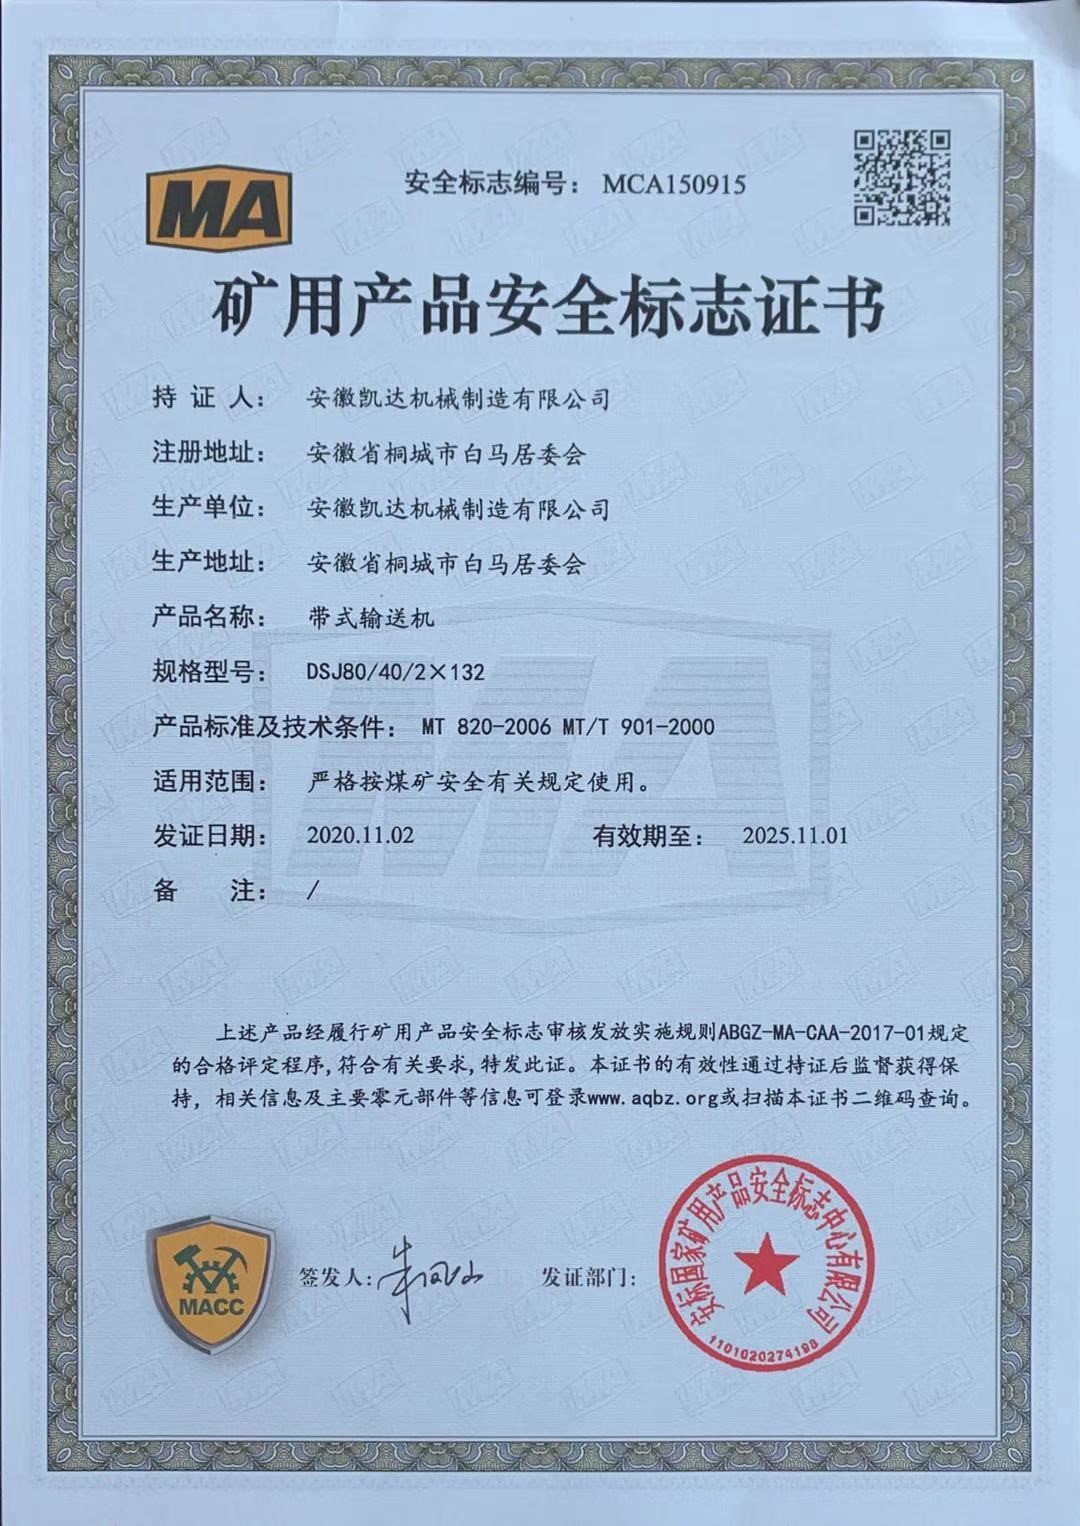 MA
安全标志编号： MCA150915
矿用产品安全标志证书
持 证 人： 安徽凯达机械制造有限公司
注册地址： 安徽省桐城市白马居委会
生产单位： 安徽凯达机械制造有限公司
生产地址： 安徽省桐城市白马居委会
产品名称： 带式输送机
规格型号： DSJ80/40/2×132
产品标准及技术条件： MT 820-2006 MT/T 901-2000
适用范围： 严格按煤矿安全有关规定使用。
发证日期： 2020.11.02 有效期至： 2025.11.01
备 注： /
上述产品经履行矿用产品安全标志审核发放实施规则ABGZ-MA-CAA-2017-01规定
的合格评定程序,符合有关要求,特发此证。本证书的有效性通过持证后监督获得保
持，相关信息及主要零元部件等信息可登录www.aqbz.org或扫描本证书二维码查询。
MACC
签发人:
发证部门:
安标国家矿用产品安全标志中心有限公司
1101020274198